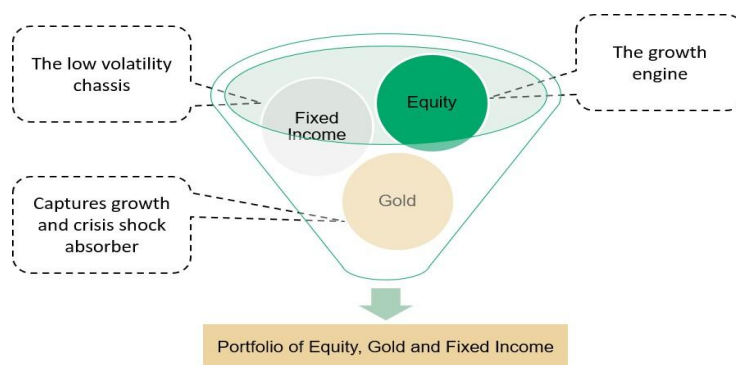 The low volatility
chassis
The growth
engine
Equity
Fixed
Income
Gold
Captures growth
and crisis shock
absorber
Portfolio of Equity, Gold and Fixed Income